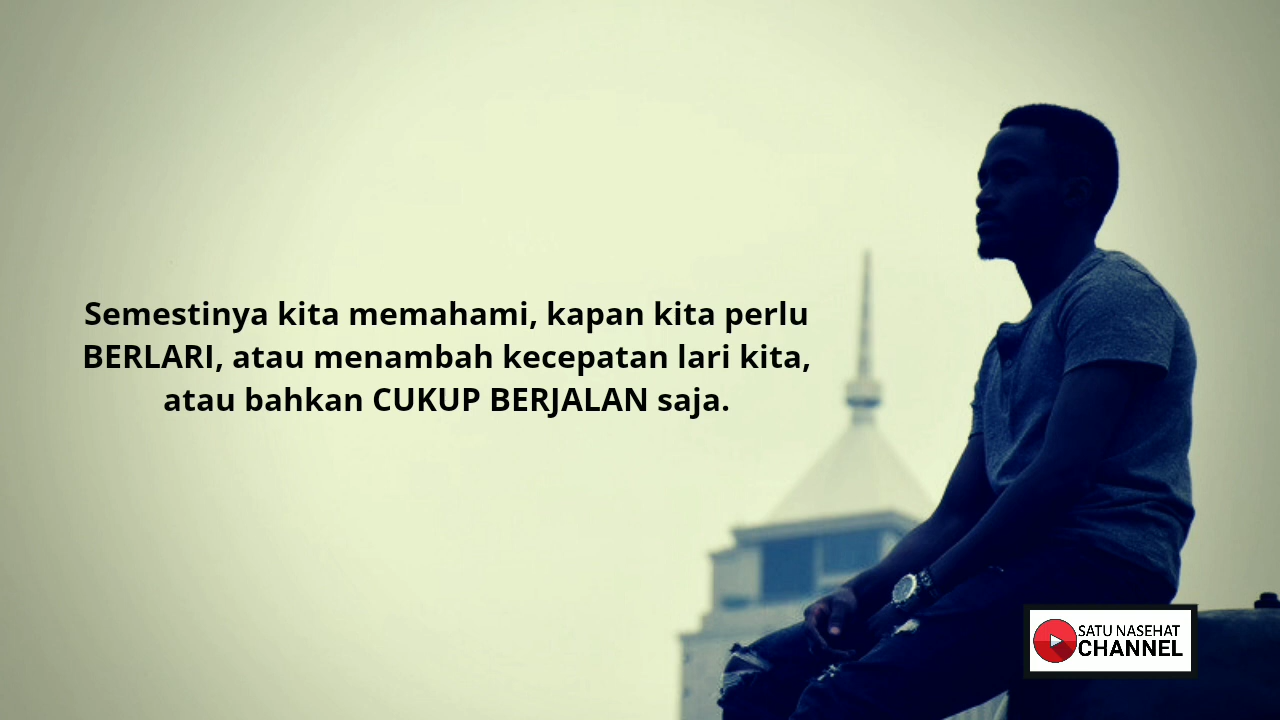 Semestinya kita memahami, kapan kita perlu
BERLARI, atau menambah kecepatan lari kita,
atau bahkan CUKUP BERJALAN saja.
SATU NASEHAT
CHANNEL